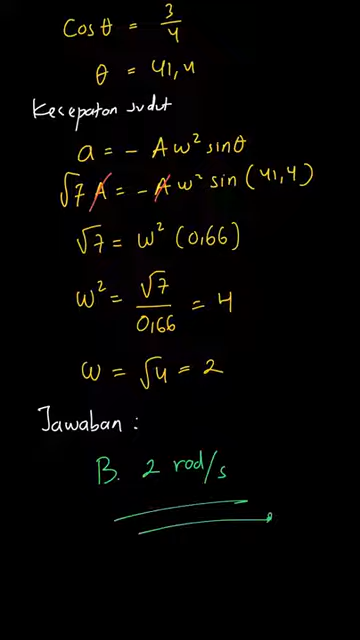 Cos θ = 3/4
θ = 41,4
Kecepatan sudut
a = - Aω² sin θ
√7 A = - A ω² sin (41,4)
√7 = ω² (0,66)
ω² = √7/0,66 = 4
ω = √4 = 2
Jawaban :
B. 2 rad/s